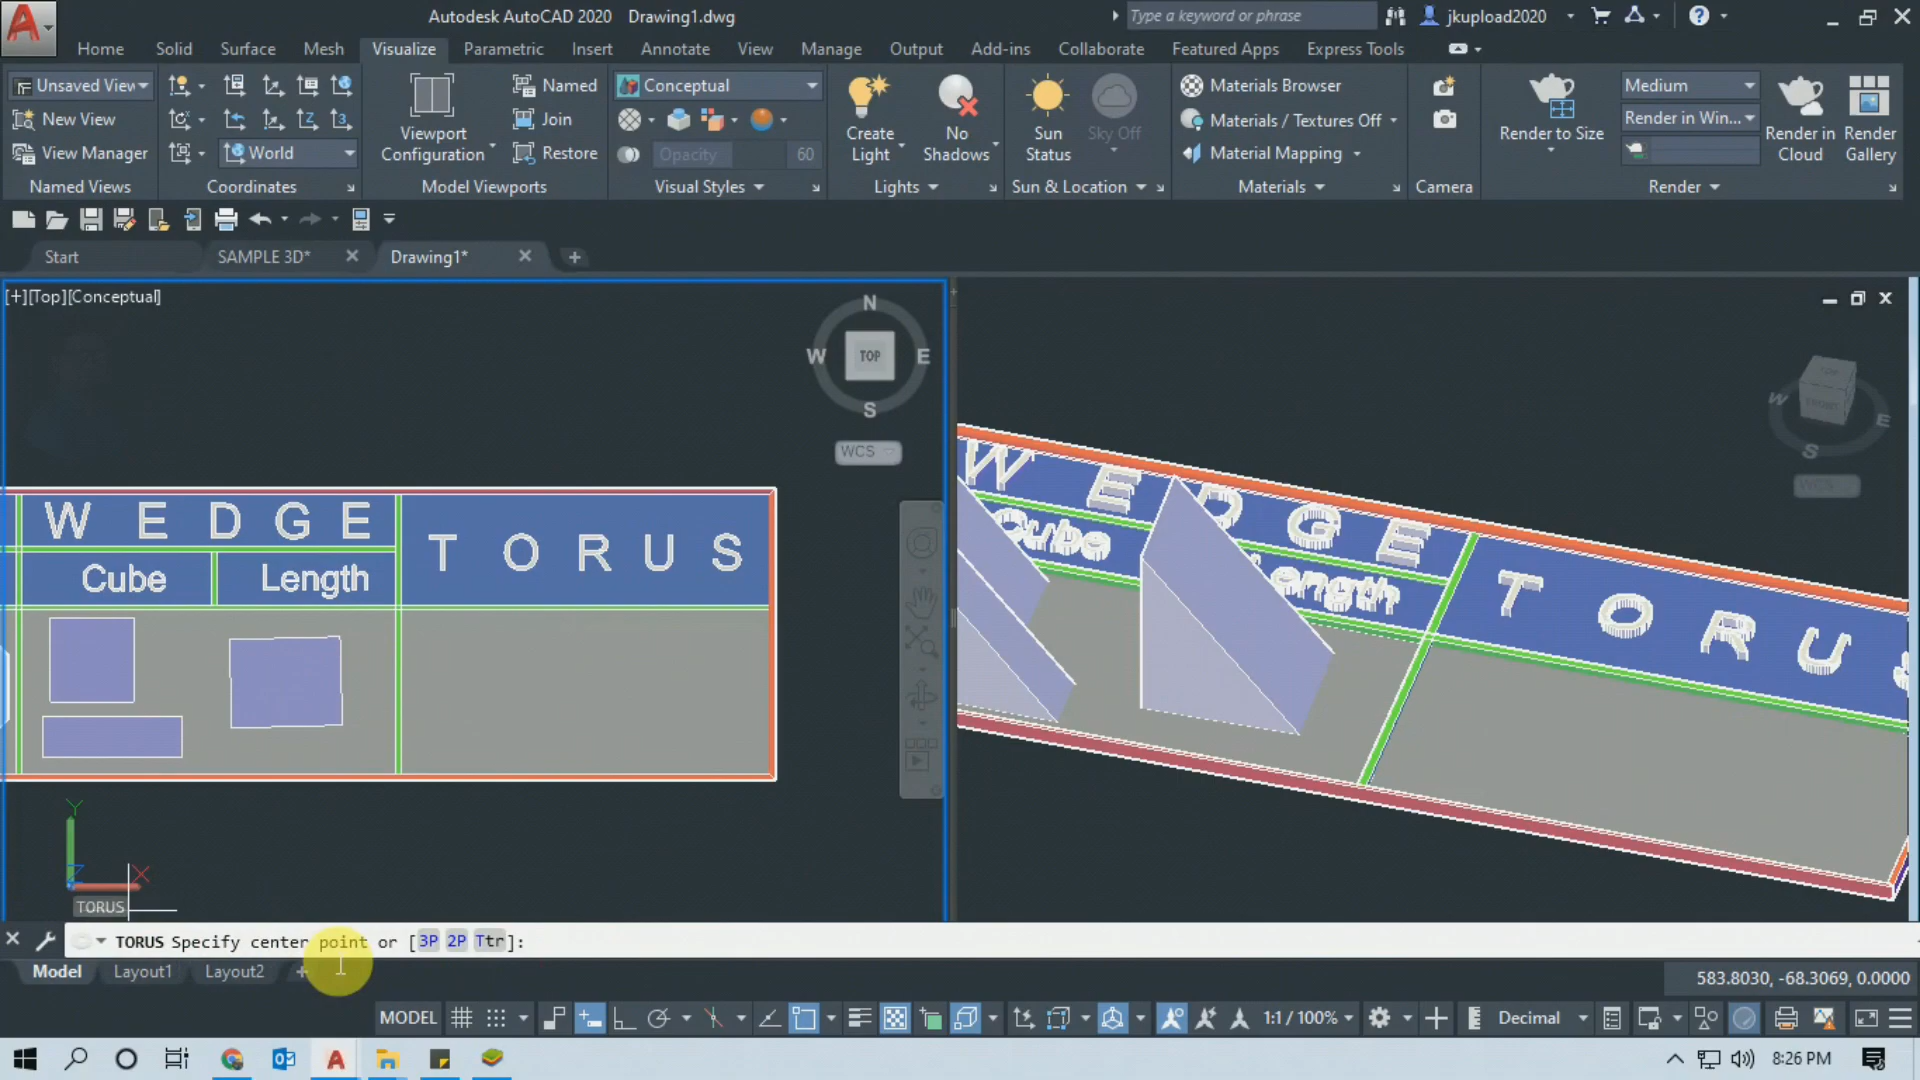 Autodesk AutoCAD 2020 Drawing1.dwg
Type a keyword or phrase
jkupload2020
Home Solid Surface Mesh Visualize Parametric Insert Annotate View Manage Output Add-ins Collaborate Featured Apps Express Tools
Unsaved View
New View
View Manager
Named Views
World
Coordinates
Viewport
Configuration
Named
Join
Restore
Model Viewports
Conceptual
Opacity 60
Visual Styles
Create
Light
No
Shadows
Lights
Sun
Status
Sky Off
Sun & Location
Materials Browser
Materials / Textures Off
Material Mapping
Materials
Camera
Render to Size
Medium
Render in Win...
Render in
Cloud
Render
Gallery
Render
Start SAMPLE 3D* Drawing1*
[+][Top][Conceptual]
N
W TOP E
S
WCS
W E D G E
T O R U S
Cube Length
Y
X
TORUS
TOP
FRONT
W E
S
W E D G E
Cube Length
T O R U
TORUS Specify center point or [3P 2P Ttr]:
Model Layout1 Layout2 +
583.8030, -68.3069, 0.0000
MODEL 1:1 / 100% Decimal
8:26 PM